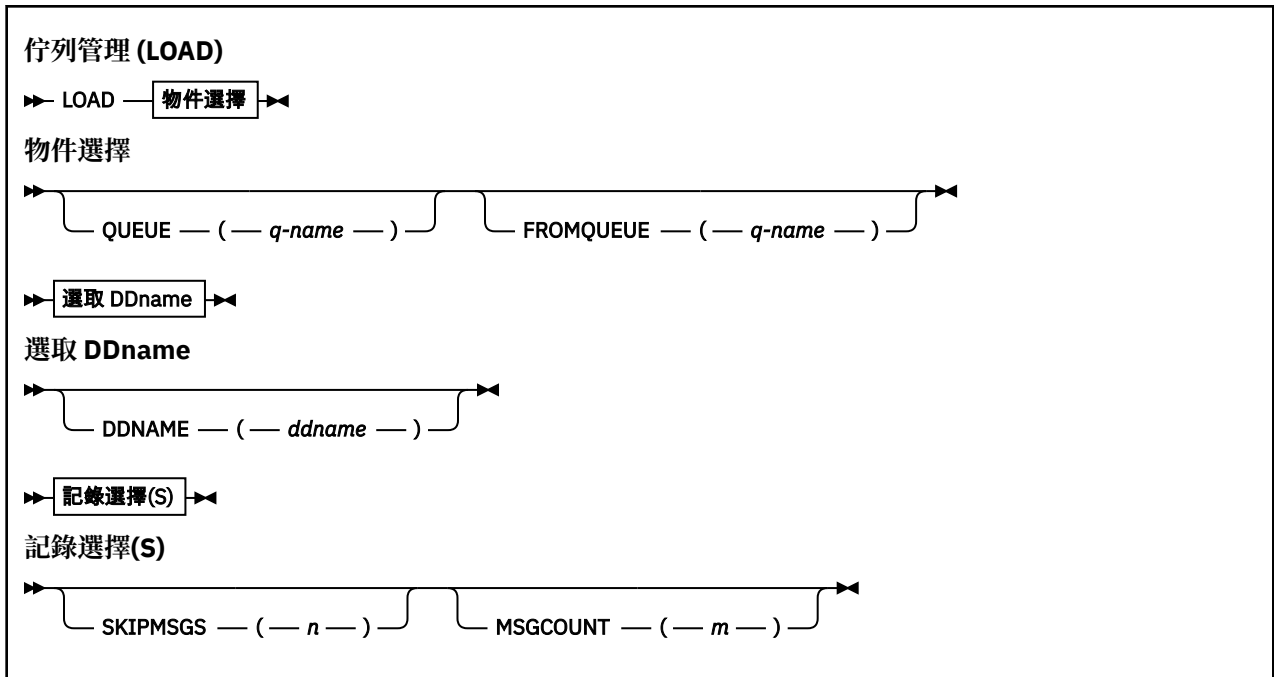 佇列管理 (LOAD)
LOAD 物件選擇
物件選擇
QUEUE ( q-name ) FROMQUEUE ( q-name )
選取 DDname
選取 DDname
DDNAME ( ddname )
記錄選擇(S)
記錄選擇(S)
SKIPMSGS ( n ) MSGCOUNT ( m )